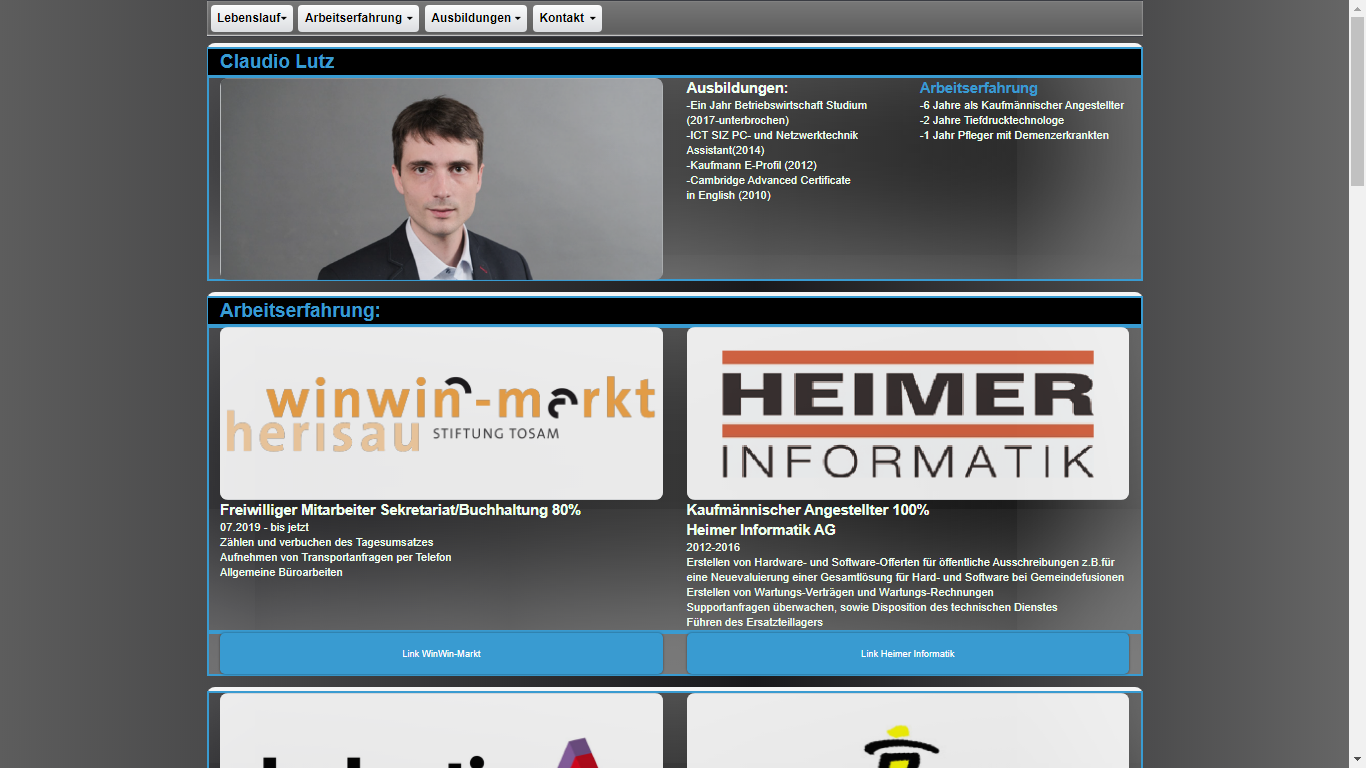 Lebenslauf
Arbeitserfahrung
Ausbildungen
Kontakt
Claudio Lutz
Ausbildungen:
-Ein Jahr Betriebswirtschaft Studium
(2017-unterbrochen)
-ICT SIZ PC- und Netzwerktechnik
Assistant(2014)
-Kaufmann E-Profil (2012)
-Cambridge Advanced Certificate
in English (2010)
Arbeitserfahrung
-6 Jahre als Kaufmännischer Angestellter
-2 Jahre Tiefdrucktechnologe
-1 Jahr Pfleger mit Demenzerkrankten
Arbeitserfahrung:
winwin-markt
herisau
STIFTUNG TOSAM
Freiwilliger Mitarbeiter Sekretariat/Buchhaltung 80%
07.2019 - bis jetzt
Zählen und verbuchen des Tagesumsatzes
Aufnehmen von Transportanfragen per Telefon
Allgemeine Büroarbeiten
HEIMER
INFORMATIK
Kaufmännischer Angestellter 100%
Heimer Informatik AG
2012-2016
Erstellen von Hardware- und Software-Offerten für öffentliche Ausschreibungen z.B.für
eine Neuevaluierung einer Gesamtlösung für Hard- und Software bei Gemeindefusionen
Erstellen von Wartungs-Verträgen und Wartungs-Rechnungen
Supportanfragen überwachen, sowie Disposition des technischen Dienstes
Führen des Ersatzteillagers
Link WinWin-Markt
Link Heimer Informatik